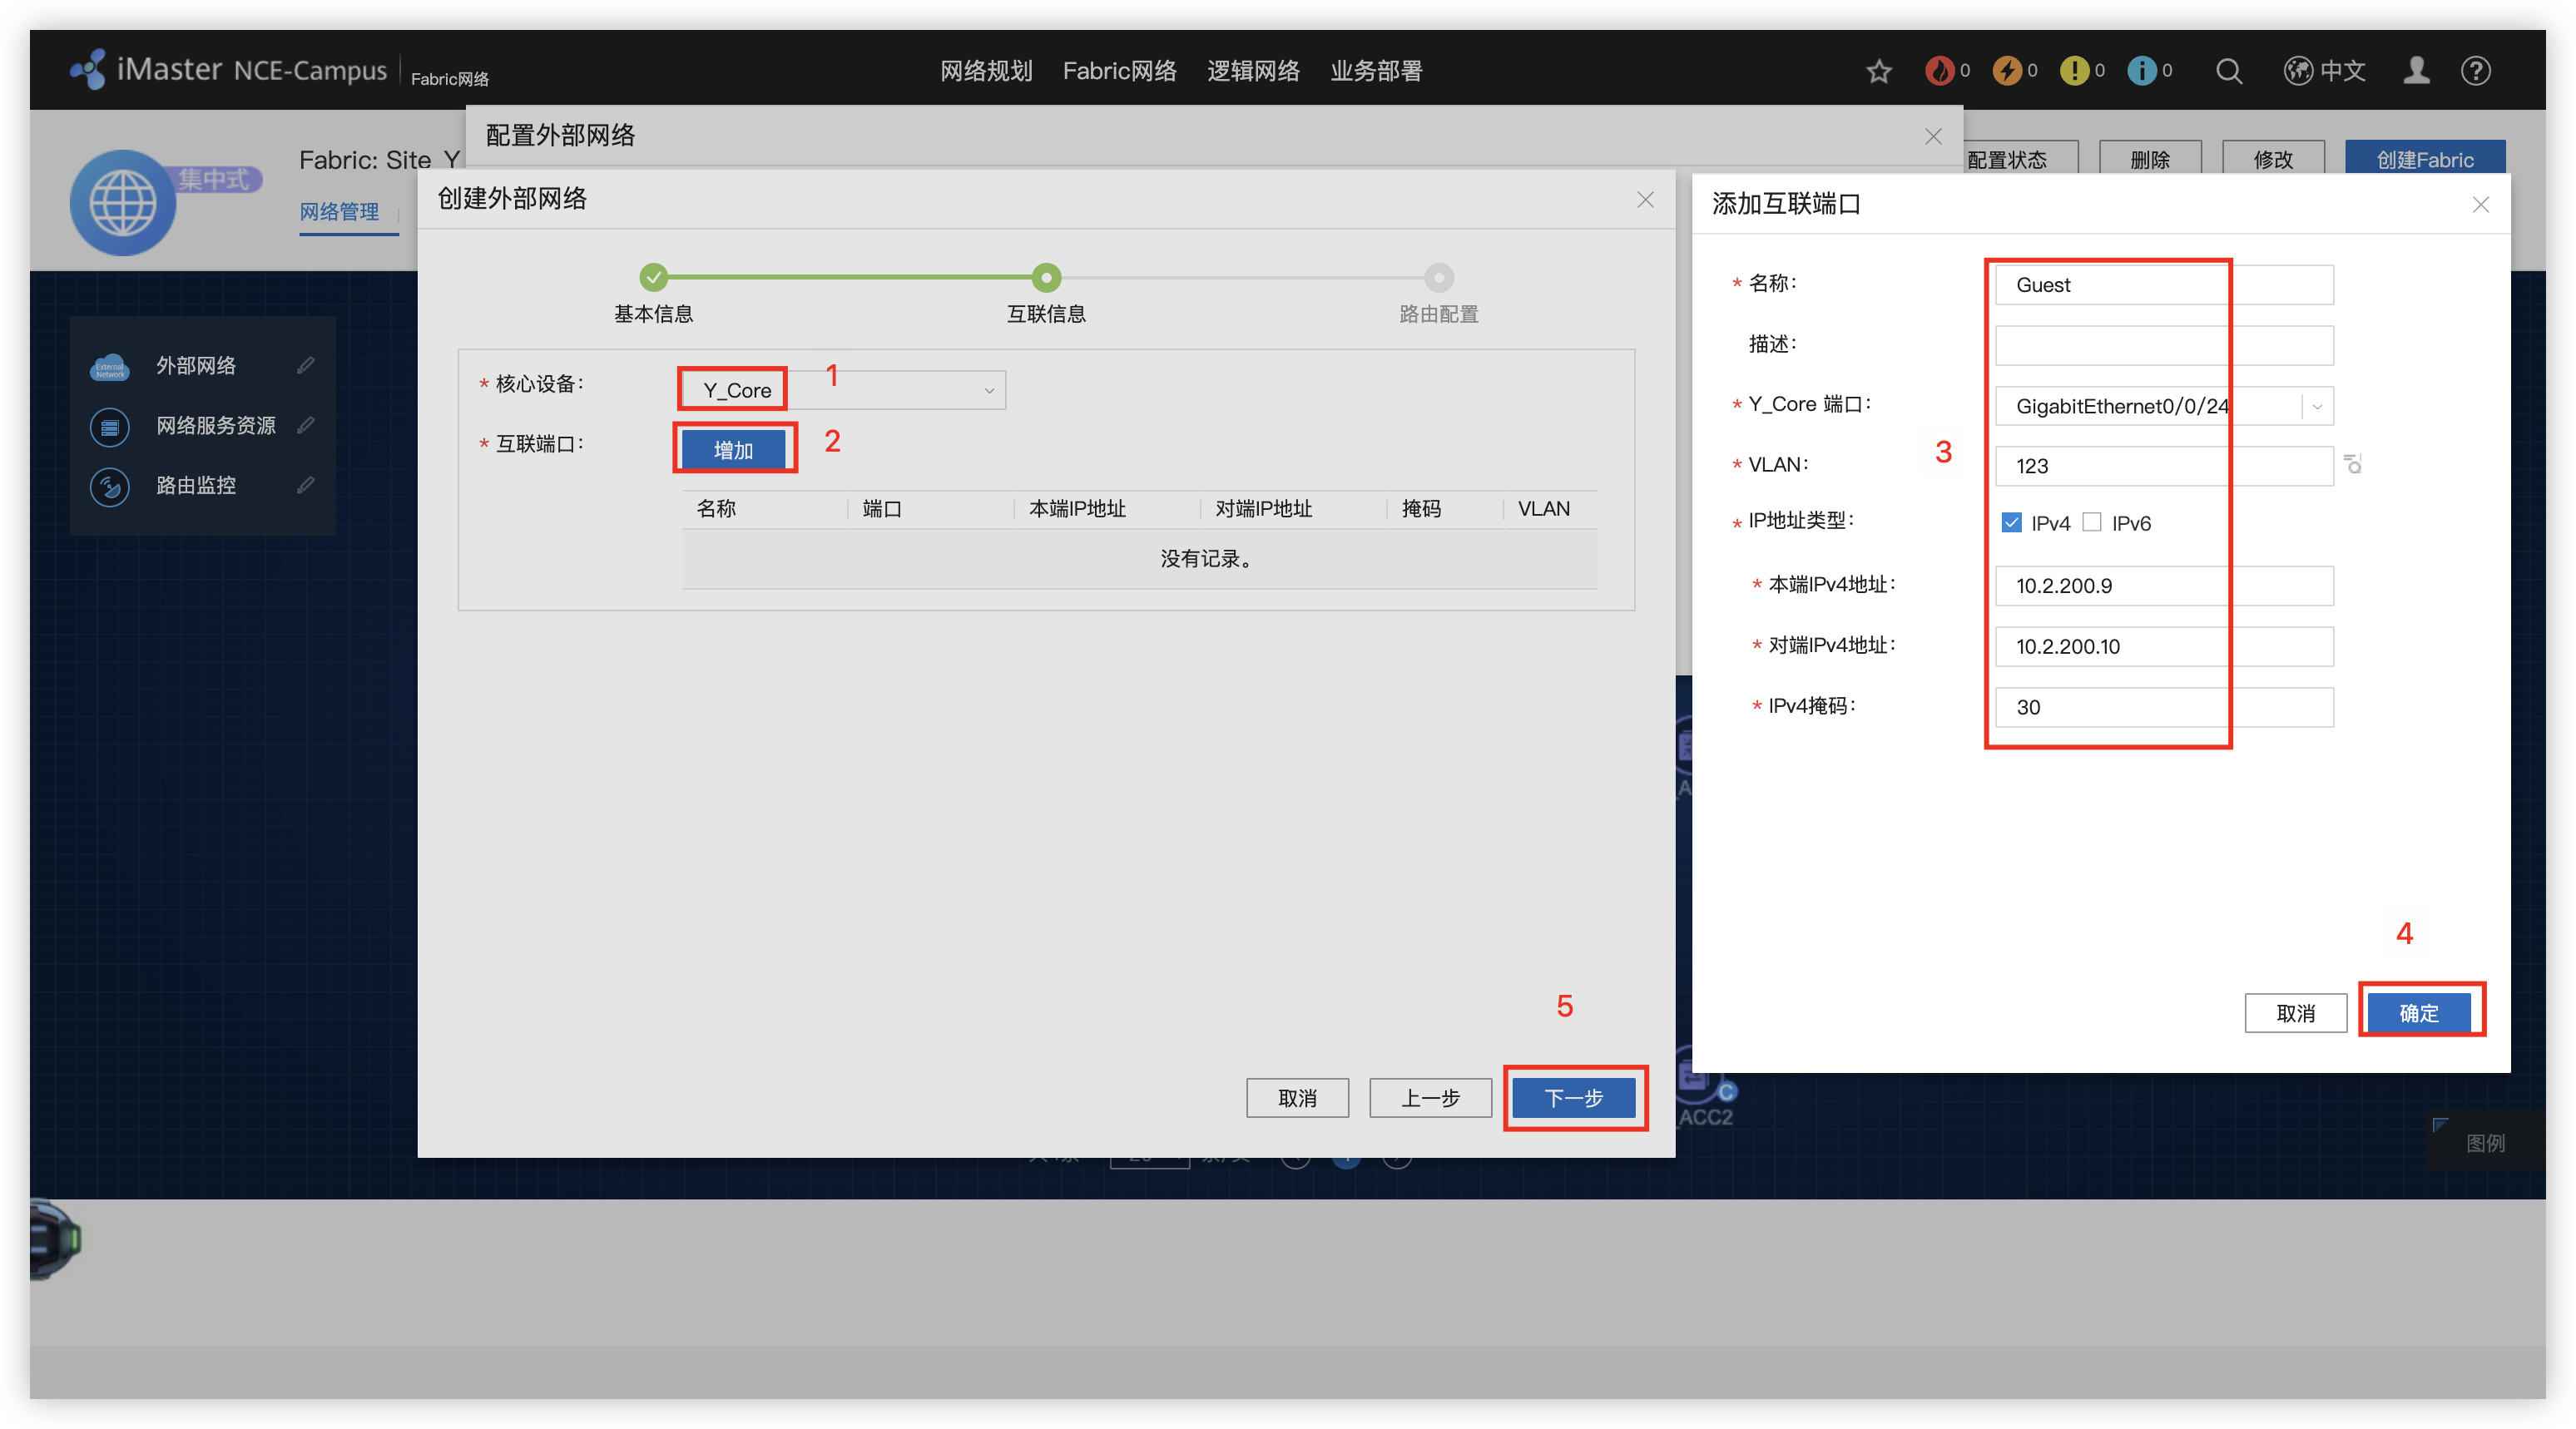 iMaster NCE-Campus Fabric网络
网络规划 Fabric网络 逻辑网络 业务部署
0 0 0 0 中文
集中式
Fabric: Site_Y
网络管理
配置外部网络
配置状态 删除 修改 创建Fabric
External Network
外部网络
网络服务资源
路由监控
创建外部网络
基本信息 互联信息 路由配置
* 核心设备: Y_Core 1
* 互联端口: 增加 2
名称 端口 本端IP地址 对端IP地址 掩码 VLAN
没有记录。
5
取消 上一步 下一步
添加互联端口
* 名称: Guest
描述:
* Y_Core 端口: GigabitEthernet0/0/24
3
* VLAN: 123
* IP地址类型: IPv4 IPv6
* 本端IPv4地址: 10.2.200.9
* 对端IPv4地址: 10.2.200.10
* IPv4掩码: 30
4
取消 确定
C
ACC2
图例